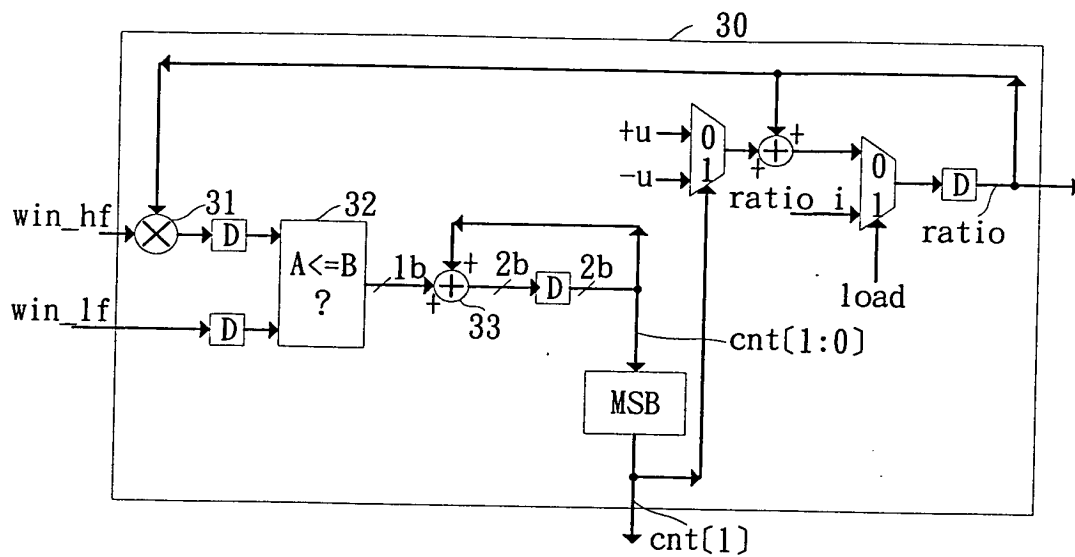 30
+u
-u
0
1
+
+
+
ratio_i
0
1
D
ratio
load
win_hf
31
×
D
32
A<=B
?
1b
+
+
+
33
2b
D
2b
win_lf
D
cnt[1:0]
MSB
cnt[1]